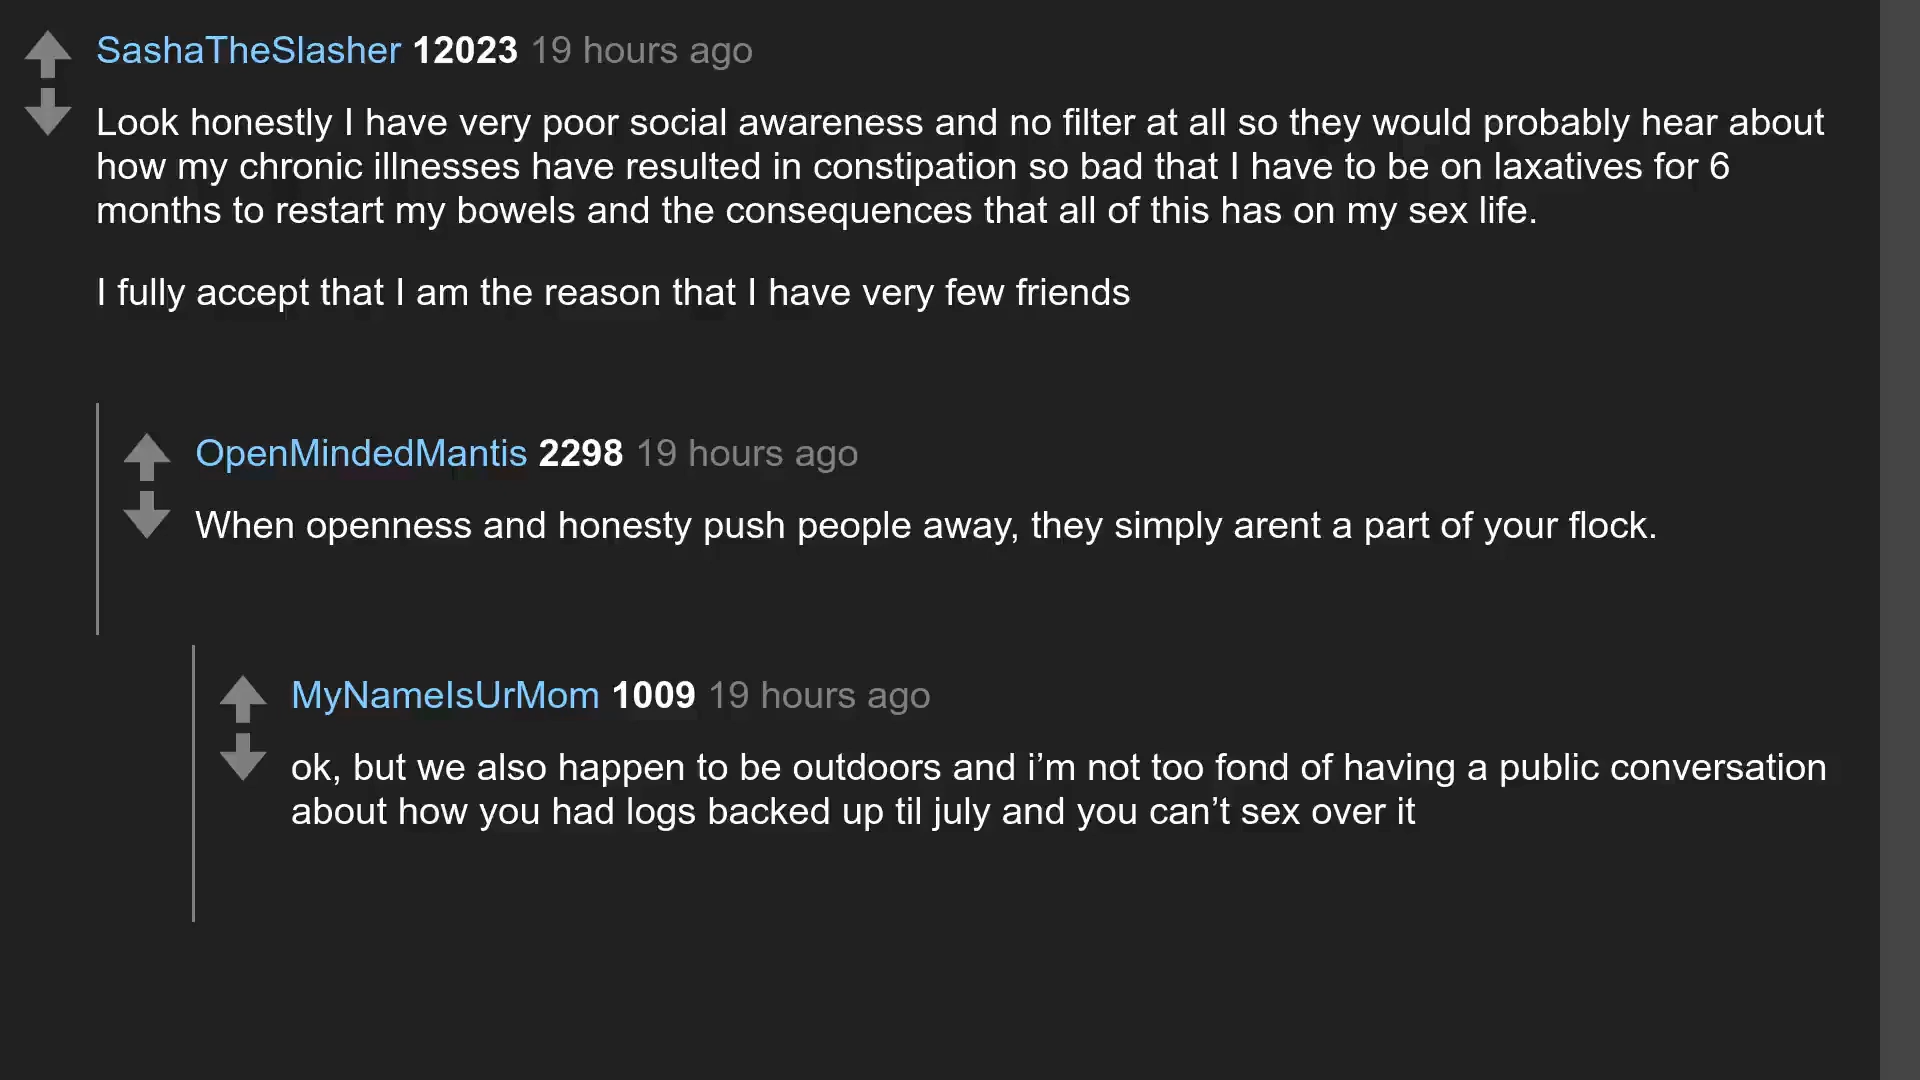 SashaTheSlasher 12023 19 hours ago
Look honestly I have very poor social awareness and no filter at all so they would probably hear about
how my chronic illnesses have resulted in constipation so bad that I have to be on laxatives for 6
months to restart my bowels and the consequences that all of this has on my sex life.
I fully accept that I am the reason that I have very few friends
OpenMindedMantis 2298 19 hours ago
When openness and honesty push people away, they simply arent a part of your flock.
MyNameIsUrMom 1009 19 hours ago
ok, but we also happen to be outdoors and i’m not too fond of having a public conversation
about how you had logs backed up til july and you can’t sex over it